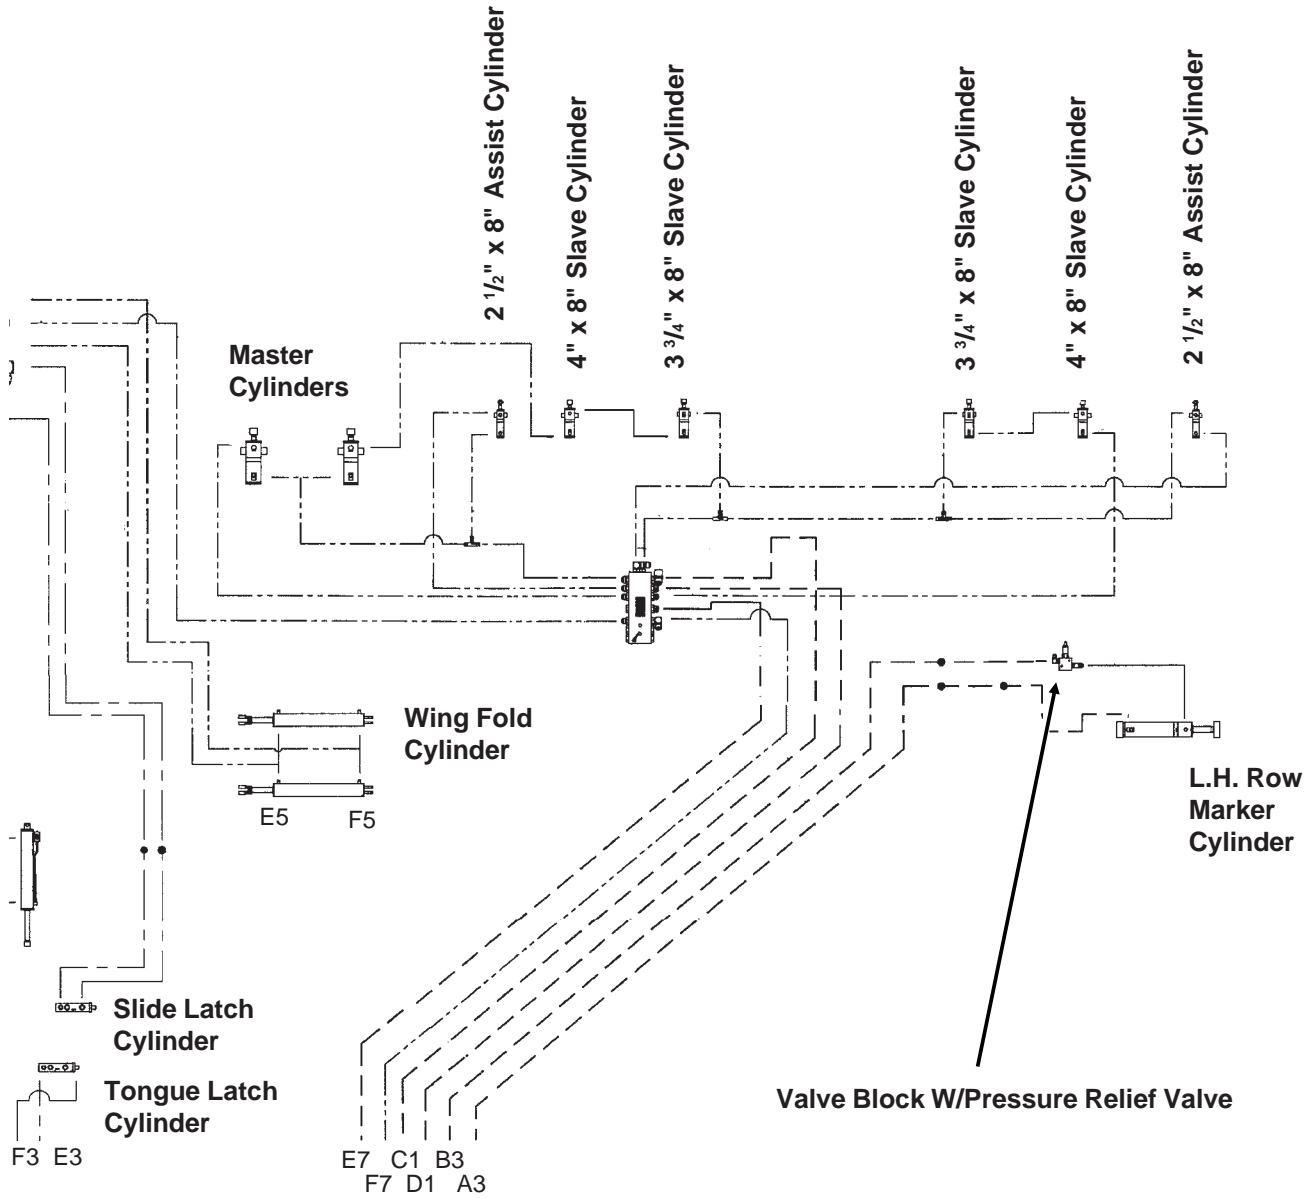 2 1/2" x 8" Assist Cylinder
4" x 8" Slave Cylinder
3 3/4" x 8" Slave Cylinder
3 3/4" x 8" Slave Cylinder
4" x 8" Slave Cylinder
2 1/2" x 8" Assist Cylinder
Master
Cylinders
Wing Fold
Cylinder
E5
F5
L.H. Row
Marker
Cylinder
Slide Latch
Cylinder
Tongue Latch
Cylinder
F3 E3
Valve Block W/Pressure Relief Valve
E7 C1 B3
F7 D1 A3